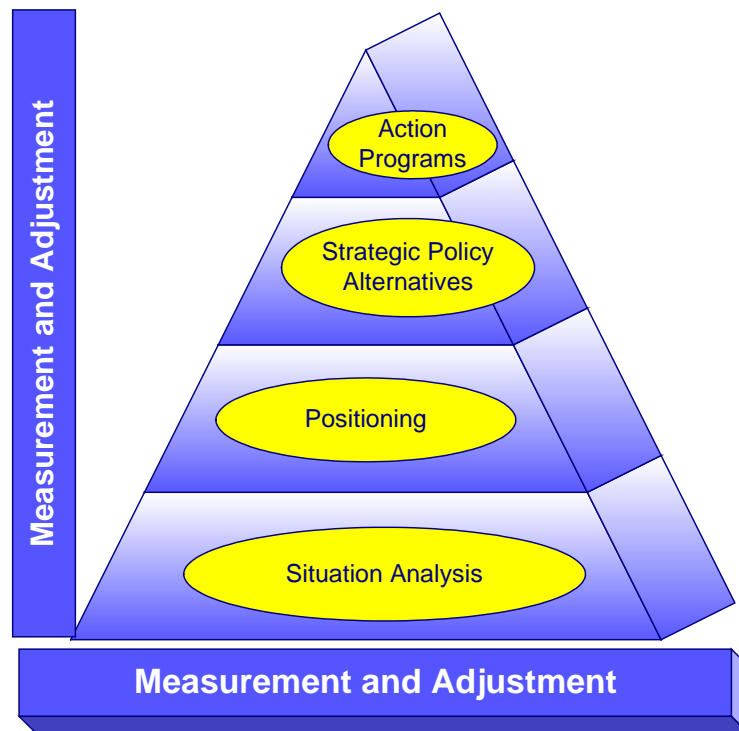 Measurement and Adjustment
Action
Programs
Strategic Policy
Alternatives
Positioning
Situation Analysis
Measurement and Adjustment